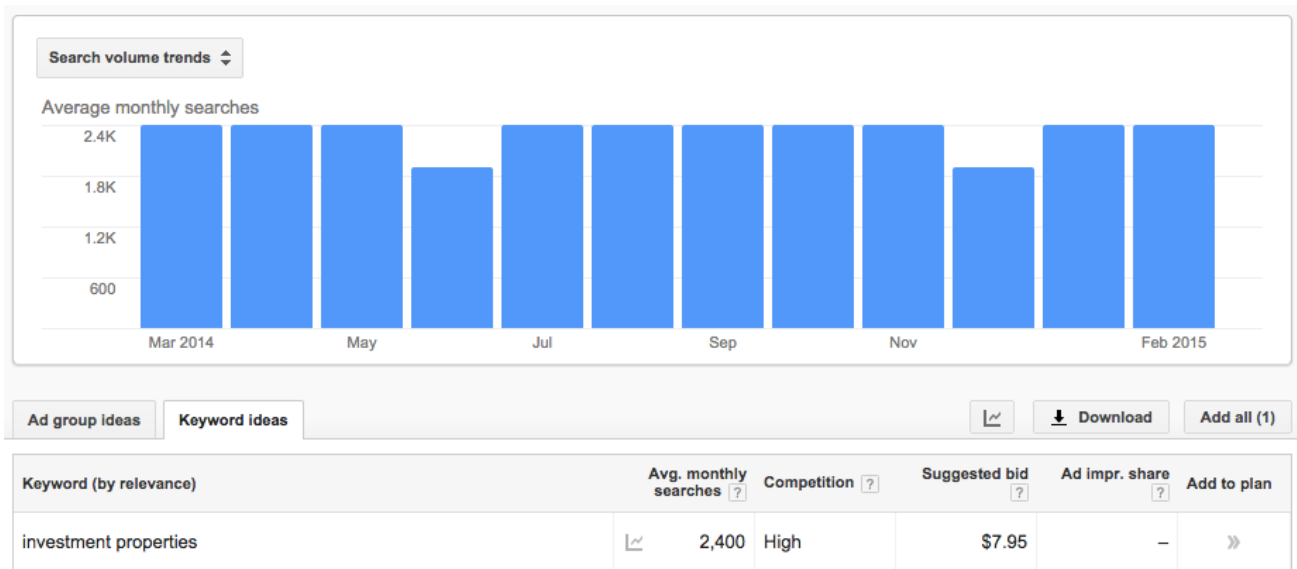 Search volume trends
Average monthly searches
2.4K
1.8K
1.2K
600
Mar 2014 May Jul Sep Nov Feb 2015
Ad group ideas Keyword ideas Download Add all (1)
Keyword (by relevance) Avg. monthly searches ? Competition ? Suggested bid ? Ad impr. share ? Add to plan
investment properties 2,400 High $7.95 – »